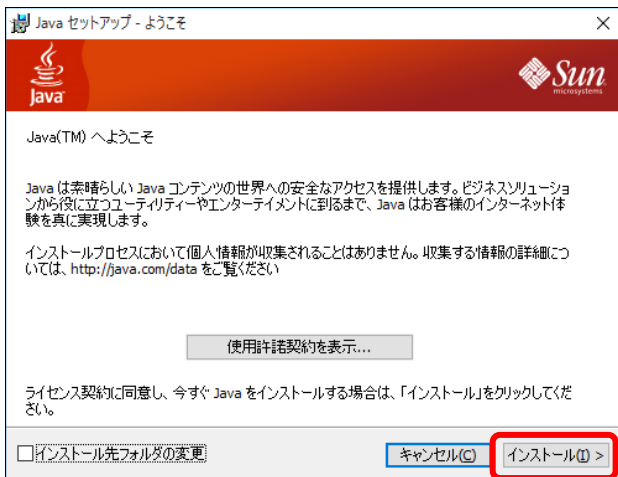 Java セットアップ - ようこそ
Java
Sun
microsystems
Java(TM) へようこそ
Java は素晴らしい Java コンテンツの世界への安全なアクセスを提供します。ビジネスソリューショ
ンから役に立つユーティリティーやエンターテイメントに到るまで、Java はお客様のインターネット体
験を真に実現します。
インストールプロセスにおいて個人情報が収集されることはありません。収集する情報の詳細につ
いては、http://java.com/data をご覧ください
使用許諾契約を表示...
ライセンス契約に同意し、今すぐ Java をインストールする場合は、「インストール」をクリックしてくだ
さい。
インストール先フォルダの変更
キャンセル(C)
インストール(I) >